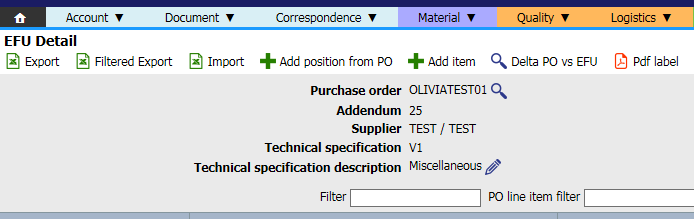 Account ▼ Document ▼ Correspondence ▼ Material ▼ Quality ▼ Logistics ▼
EFU Detail
Export Filtered Export Import Add position from PO Add item Delta PO vs EFU Pdf label
Purchase order OLIVIATEST01
Addendum 25
Supplier TEST / TEST
Technical specification V1
Technical specification description Miscellaneous
Filter PO line item filter